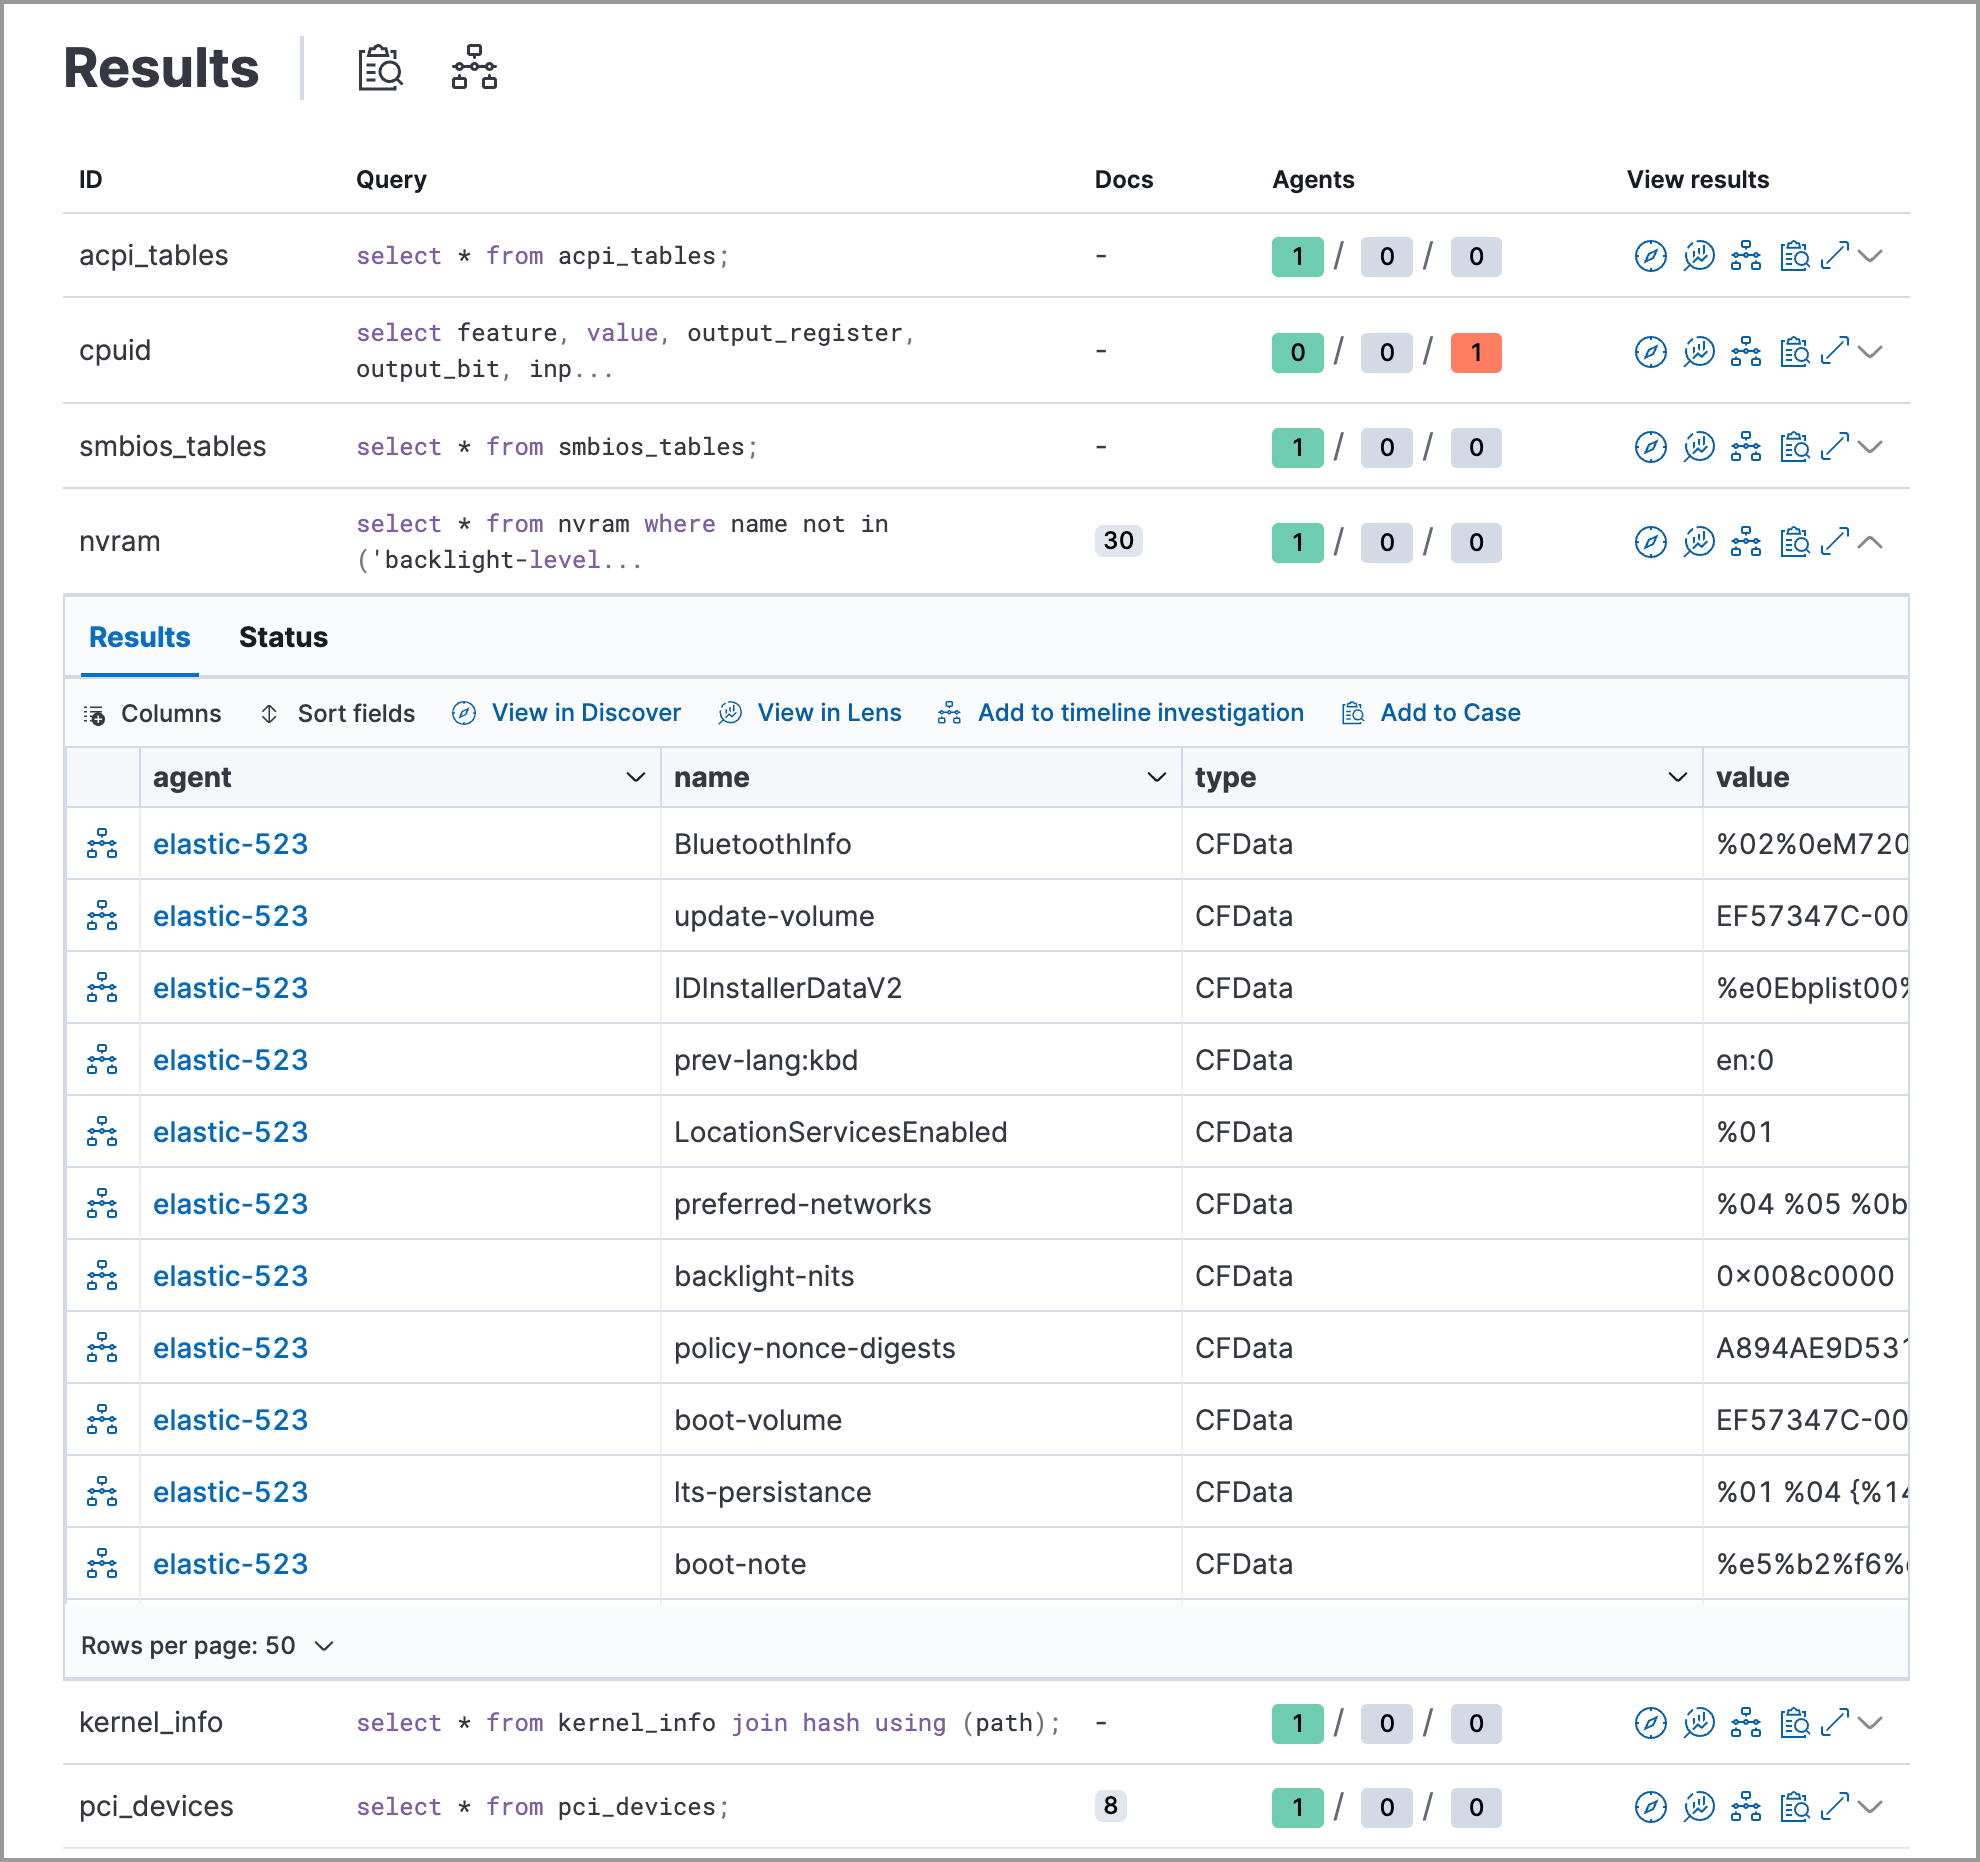 Results
ID Query Docs Agents View results
acpi_tables select * from acpi_tables; - 1 / 0 / 0
cpuid select feature, value, output_register,
output_bit, inp... - 0 / 0 / 1
smbios_tables select * from smbios_tables; - 1 / 0 / 0
nvram select * from nvram where name not in
('backlight-level... 30 1 / 0 / 0
Results Status
Columns Sort fields View in Discover View in Lens Add to timeline investigation Add to Case
agent name type value
elastic-523 BluetoothInfo CFData %02%0eM720
elastic-523 update-volume CFData EF57347C-00
elastic-523 IDInstallerDataV2 CFData %e0Ebplist00%
elastic-523 prev-lang:kbd CFData en:0
elastic-523 LocationServicesEnabled CFData %01
elastic-523 preferred-networks CFData %04 %05 %0b
elastic-523 backlight-nits CFData 0x008c0000
elastic-523 policy-nonce-digests CFData A894AE9D531
elastic-523 boot-volume CFData EF57347C-00
elastic-523 lts-persistance CFData %01 %04 {%14
elastic-523 boot-note CFData %e5%b2%f6%
Rows per page: 50
kernel_info select * from kernel_info join hash using (path); - 1 / 0 / 0
pci_devices select * from pci_devices; 8 1 / 0 / 0